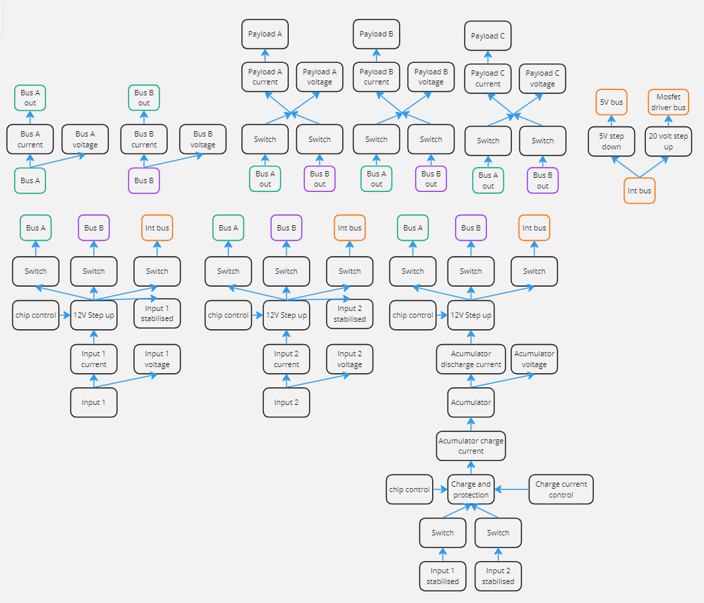 Payload A
Payload B
Payload C
Payload A
current
Payload A
voltage
Payload B
current
Payload B
voltage
Payload C
current
Payload C
voltage
Bus A
out
Bus B
out
5V bus
Mosfet
driver bus
Bus A
current
Bus A
voltage
Bus B
current
Bus B
voltage
Switch
Switch
Switch
Switch
Switch
Switch
5V step
down
20 volt step
up
Bus A
Bus B
Bus A
out
Bus B
out
Bus A
out
Bus B
out
Bus A
out
Bus B
out
Int bus
Bus A
Bus B
Int bus
Bus A
Bus B
Int bus
Bus A
Bus B
Int bus
Switch
Switch
Switch
Switch
Switch
Switch
Switch
Switch
Switch
chip control
12V Step up
Input 1
stabilised
chip control
12V Step up
Input 2
stabilised
chip control
12V Step up
Input 1
current
Input 1
voltage
Input 2
current
Input 2
voltage
Acumulator
discharge current
Acumulator
voltage
Input 1
Input 2
Acumulator
Acumulator charge
current
chip control
Charge and
protection
Charge current
control
Switch
Switch
Input 1
stabilised
Input 2
stabilised